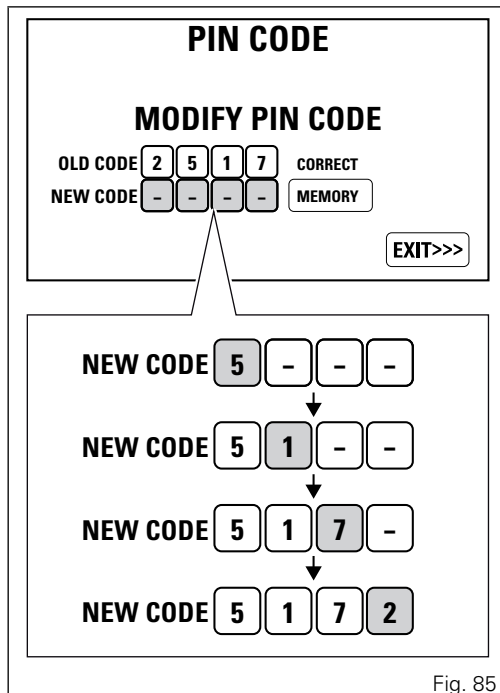 PIN CODE
MODIFY PIN CODE
OLD CODE 2 5 1 7 CORRECT
NEW CODE - - - - MEMORY
EXIT>>>
NEW CODE 5 - - -
NEW CODE 5 1 - -
NEW CODE 5 1 7 -
NEW CODE 5 1 7 2
Fig. 85